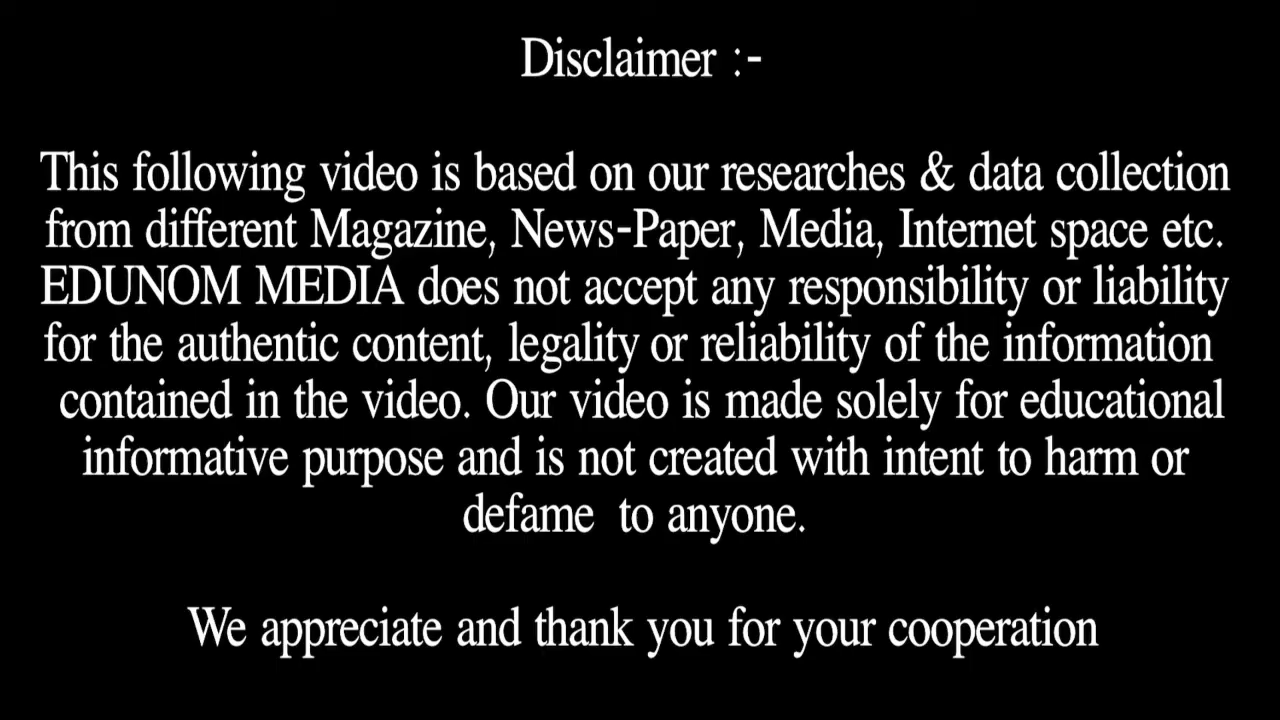 Disclaimer :-
This following video is based on our researches & data collection
from different Magazine, News-Paper, Media, Internet space etc.
EDUNOM MEDIA does not accept any responsibility or liability
for the authentic content, legality or reliability of the information
contained in the video. Our video is made solely for educational
informative purpose and is not created with intent to harm or
defame  to anyone.
We appreciate and thank you for your cooperation